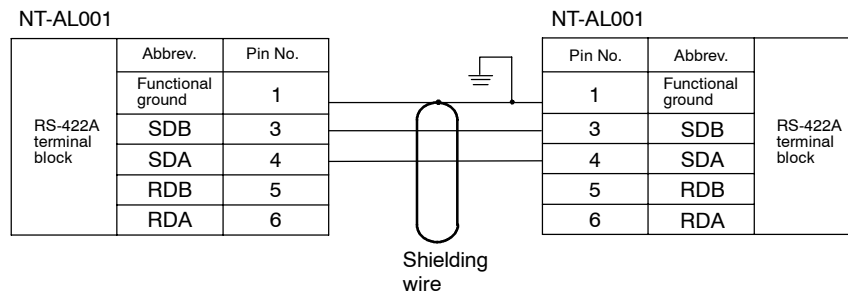 NT-AL001
NT-AL001
Abbrev. Pin No.
Functional
ground 1
SDB 3
SDA 4
RDB 5
RDA 6
RS-422A
terminal
block
Pin No. Abbrev.
1 Functional
ground
3 SDB
4 SDA
5 RDB
6 RDA
RS-422A
terminal
block
Shielding
wire